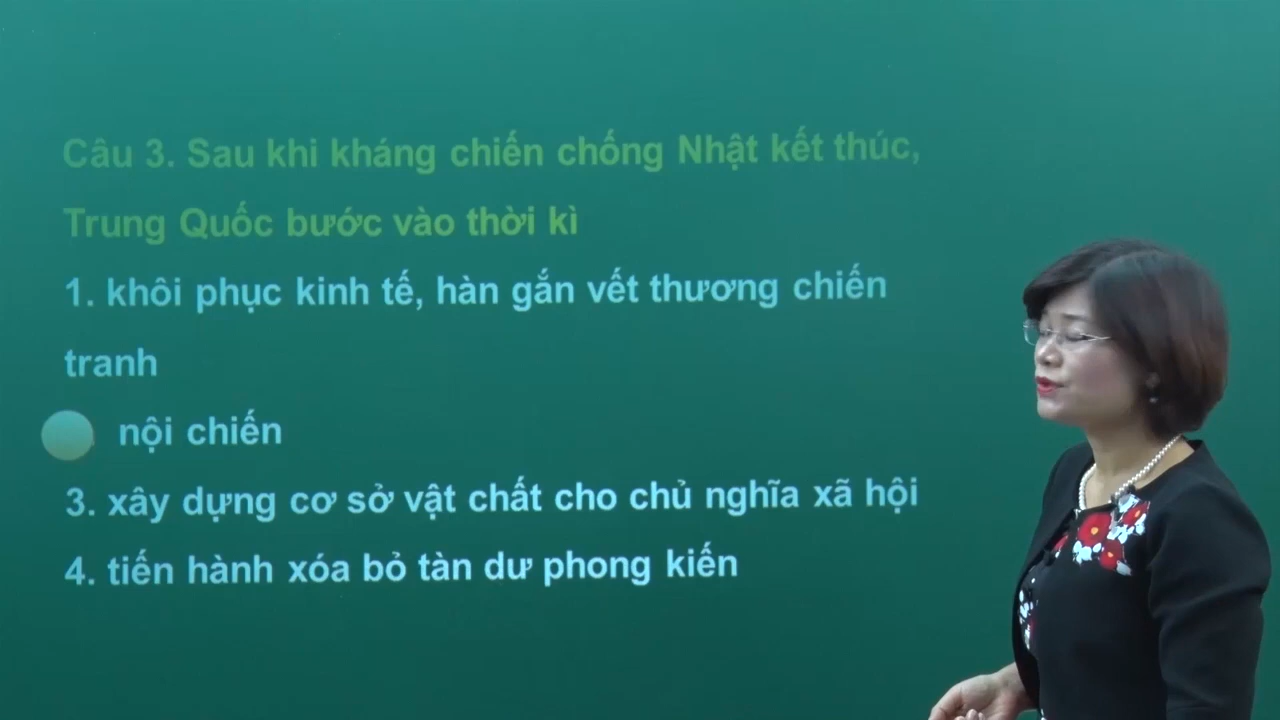 Câu 3. Sau khi kháng chiến chống Nhật kết thúc,
Trung Quốc bước vào thời kì
1. khôi phục kinh tế, hàn gắn vết thương chiến
tranh
nội chiến
3. xây dựng cơ sở vật chất cho chủ nghĩa xã hội
4. tiến hành xóa bỏ tàn dư phong kiến